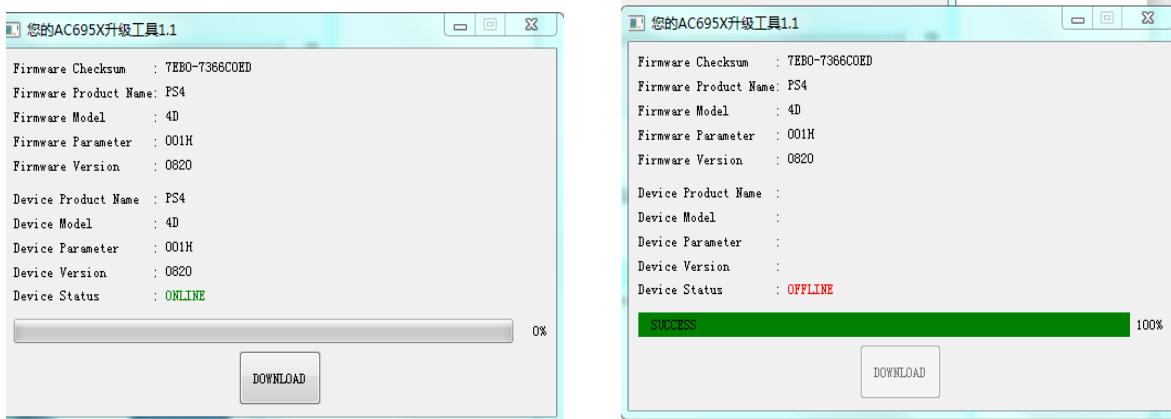 您的AC695X升级工具1.1
Firmware Checksum : 7EB0-7366C0ED
Firmware Product Name: PS4
Firmware Model : 4D
Firmware Parameter : 001H
Firmware Version : 0820
Device Product Name : PS4
Device Model : 4D
Device Parameter : 001H
Device Version : 0820
Device Status : ONLINE
0%
DOWNLOAD
您的AC695X升级工具1.1
Firmware Checksum : 7EB0-7366C0ED
Firmware Product Name: PS4
Firmware Model : 4D
Firmware Parameter : 001H
Firmware Version : 0820
Device Product Name :
Device Model :
Device Parameter :
Device Version :
Device Status : OFFLINE
SUCCESS 100%
DOWNLOAD